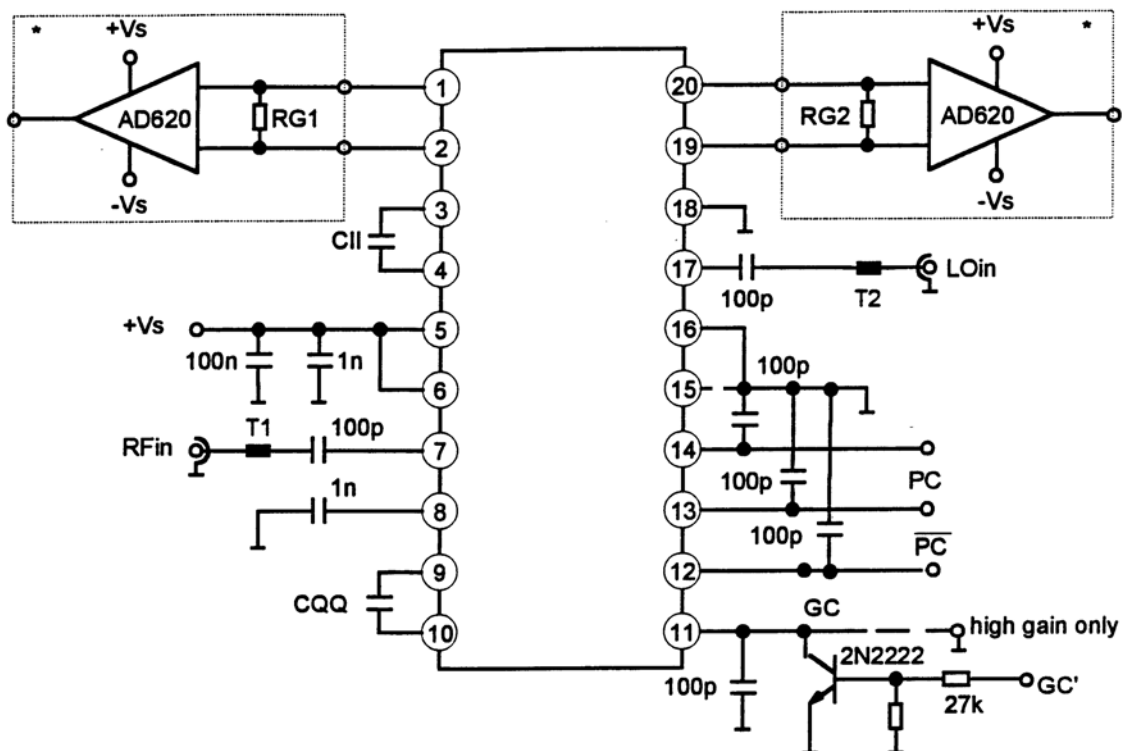 * +Vs +Vs *
AD620 RG1 1 20 RG2 AD620
2 19
-Vs -Vs
3 18
CII
4 17 LOin
100p T2
+Vs 5 16
100n 1n 100p
6 15
T1
RFin 100p 7 14
PC
1n 100p
8 13
100p PC
9 12
CQQ GC
10 11 high gain only
2N2222
100p GC'
27k